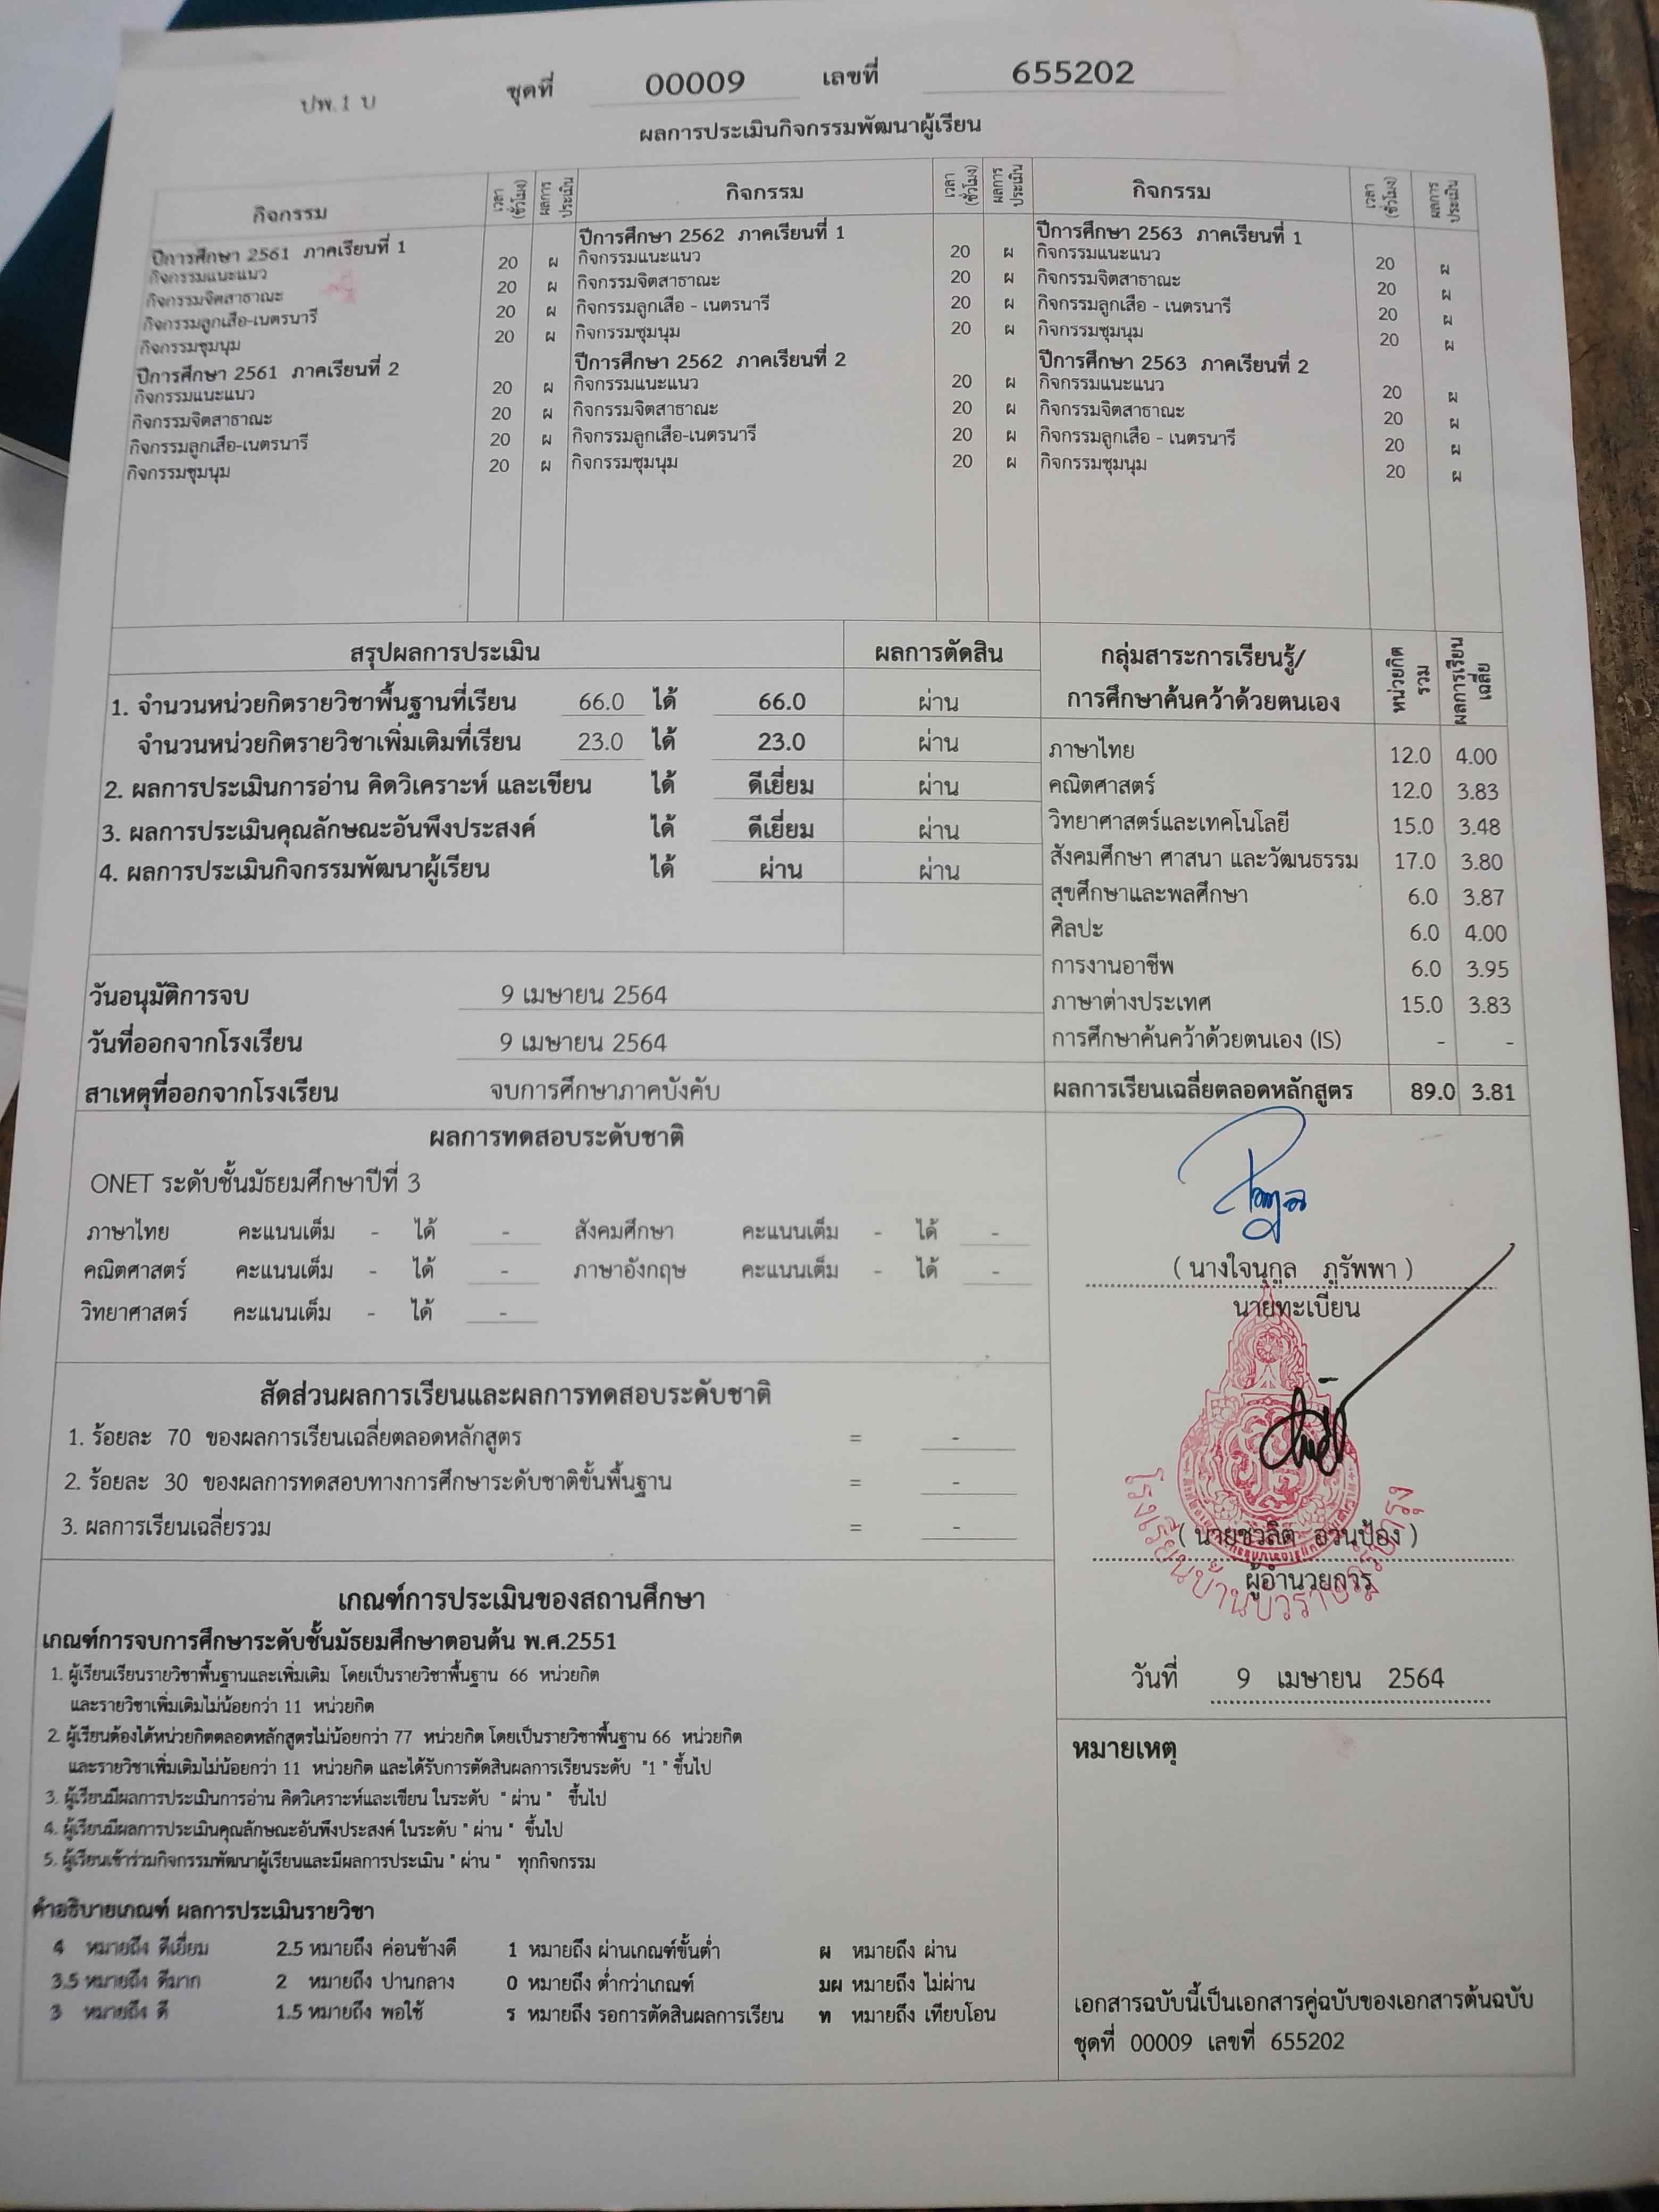 ปพ.1 บ ชุดที่ 00009 เลขที่ 655202
ผลการประเมินกิจกรรมพัฒนาผู้เรียน
กิจกรรม เวลา (ชั่วโมง) ผลการประเมิน กิจกรรม เวลา (ชั่วโมง) ผลการประเมิน กิจกรรม เวลา (ชั่วโมง) ผลการประเมิน
ปีการศึกษา 2561 ภาคเรียนที่ 1
กิจกรรมแนะแนว 20 ผ
กิจกรรมจิตสาธาณะ 20 ผ
กิจกรรมลูกเสือ-เนตรนารี 20 ผ
กิจกรรมชุมนุม 20 ผ
ปีการศึกษา 2561 ภาคเรียนที่ 2
กิจกรรมแนะแนว 20 ผ
กิจกรรมจิตสาธาณะ 20 ผ
กิจกรรมลูกเสือ-เนตรนารี 20 ผ
กิจกรรมชุมนุม 20 ผ
ปีการศึกษา 2562 ภาคเรียนที่ 1
กิจกรรมแนะแนว 20 ผ
กิจกรรมจิตสาธาณะ 20 ผ
กิจกรรมลูกเสือ - เนตรนารี 20 ผ
กิจกรรมชุมนุม 20 ผ
ปีการศึกษา 2562 ภาคเรียนที่ 2
กิจกรรมแนะแนว 20 ผ
กิจกรรมจิตสาธาณะ 20 ผ
กิจกรรมลูกเสือ-เนตรนารี 20 ผ
กิจกรรมชุมนุม 20 ผ
ปีการศึกษา 2563 ภาคเรียนที่ 1
กิจกรรมแนะแนว 20 ผ
กิจกรรมจิตสาธาณะ 20 ผ
กิจกรรมลูกเสือ - เนตรนารี 20 ผ
กิจกรรมชุมนุม 20 ผ
ปีการศึกษา 2563 ภาคเรียนที่ 2
กิจกรรมแนะแนว 20 ผ
กิจกรรมจิตสาธาณะ 20 ผ
กิจกรรมลูกเสือ - เนตรนารี 20 ผ
กิจกรรมชุมนุม 20 ผ
สรุปผลการประเมิน ผลการตัดสิน
1. จำนวนหน่วยกิตรายวิชาพื้นฐานที่เรียน 66.0 ได้ 66.0 ผ่าน
จำนวนหน่วยกิตรายวิชาเพิ่มเติมที่เรียน 23.0 ได้ 23.0 ผ่าน
2. ผลการประเมินการอ่าน คิดวิเคราะห์ และเขียน ได้ ดีเยี่ยม ผ่าน
3. ผลการประเมินคุณลักษณะอันพึงประสงค์ ได้ ดีเยี่ยม ผ่าน
4. ผลการประเมินกิจกรรมพัฒนาผู้เรียน ได้ ผ่าน ผ่าน
วันอนุมัติการจบ 9 เมษายน 2564
วันที่ออกจากโรงเรียน 9 เมษายน 2564
สาเหตุที่ออกจากโรงเรียน จบการศึกษาภาคบังคับ
กลุ่มสาระการเรียนรู้/
การศึกษาค้นคว้าด้วยตนเอง หน่วยกิตรวม ผลการเรียนเฉลี่ย
ภาษาไทย 12.0 4.00
คณิตศาสตร์ 12.0 3.83
วิทยาศาสตร์และเทคโนโลยี 15.0 3.48
สังคมศึกษา ศาสนา และวัฒนธรรม 17.0 3.80
สุขศึกษาและพลศึกษา 6.0 3.87
ศิลปะ 6.0 4.00
การงานอาชีพ 6.0 3.95
ภาษาต่างประเทศ 15.0 3.83
การศึกษาค้นคว้าด้วยตนเอง (IS) - -
ผลการเรียนเฉลี่ยตลอดหลักสูตร 89.0 3.81
ผลการทดสอบระดับชาติ
ONET ระดับชั้นมัธยมศึกษาปีที่ 3
ภาษาไทย คะแนนเต็ม - ได้ - สังคมศึกษา คะแนนเต็ม - ได้ -
คณิตศาสตร์ คะแนนเต็ม - ได้ - ภาษาอังกฤษ คะแนนเต็ม - ได้ -
วิทยาศาสตร์ คะแนนเต็ม - ได้ -
สัดส่วนผลการเรียนและผลการทดสอบระดับชาติ
1. ร้อยละ 70 ของผลการเรียนเฉลี่ยตลอดหลักสูตร = -
2. ร้อยละ 30 ของผลการทดสอบทางการศึกษาระดับชาติขั้นพื้นฐาน = -
3. ผลการเรียนเฉลี่ยรวม = -
( นางใจนุกูล ภูรัพพา )
นายทะเบียน
( นายชวลิต อวนป้อง )
ผู้อำนวยการ
วันที่ 9 เมษายน 2564
เกณฑ์การประเมินของสถานศึกษา
เกณฑ์การจบการศึกษาระดับชั้นมัธยมศึกษาตอนต้น พ.ศ.2551
1. ผู้เรียนเรียนรายวิชาพื้นฐานและเพิ่มเติม โดยเป็นรายวิชาพื้นฐาน 66 หน่วยกิต
และรายวิชาเพิ่มเติมไม่น้อยกว่า 11 หน่วยกิต
2. ผู้เรียนต้องได้หน่วยกิตตลอดหลักสูตรไม่น้อยกว่า 77 หน่วยกิต โดยเป็นรายวิชาพื้นฐาน 66 หน่วยกิต
และรายวิชาเพิ่มเติมไม่น้อยกว่า 11 หน่วยกิต และได้รับการตัดสินผลการเรียนระดับ "1 " ขึ้นไป
3. ผู้เรียนมีผลการประเมินการอ่าน คิดวิเคราะห์และเขียน ในระดับ " ผ่าน " ขึ้นไป
4. ผู้เรียนมีผลการประเมินคุณลักษณะอันพึงประสงค์ ในระดับ " ผ่าน " ขึ้นไป
5. ผู้เรียนเข้าร่วมกิจกรรมพัฒนาผู้เรียนและมีผลการประเมิน " ผ่าน " ทุกกิจกรรม
คำอธิบายเกณฑ์ ผลการประเมินรายวิชา
4 หมายถึง ดีเยี่ยม 2.5 หมายถึง ค่อนข้างดี 1 หมายถึง ผ่านเกณฑ์ขั้นต่ำ ผ หมายถึง ผ่าน
3.5 หมายถึง ดีมาก 2 หมายถึง ปานกลาง 0 หมายถึง ต่ำกว่าเกณฑ์ มผ หมายถึง ไม่ผ่าน
3 หมายถึง ดี 1.5 หมายถึง พอใช้ ร หมายถึง รอการตัดสินผลการเรียน ท หมายถึง เทียบโอน
หมายเหตุ
เอกสารฉบับนี้เป็นเอกสารคู่ฉบับของเอกสารต้นฉบับ
ชุดที่ 00009 เลขที่ 655202